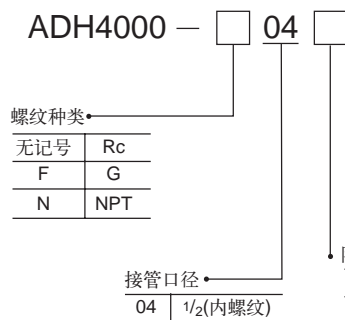 ADH4000 － □ 04 □
螺纹种类
无记号 Rc
F G
N NPT
接管口径
04 1/2(内螺纹)